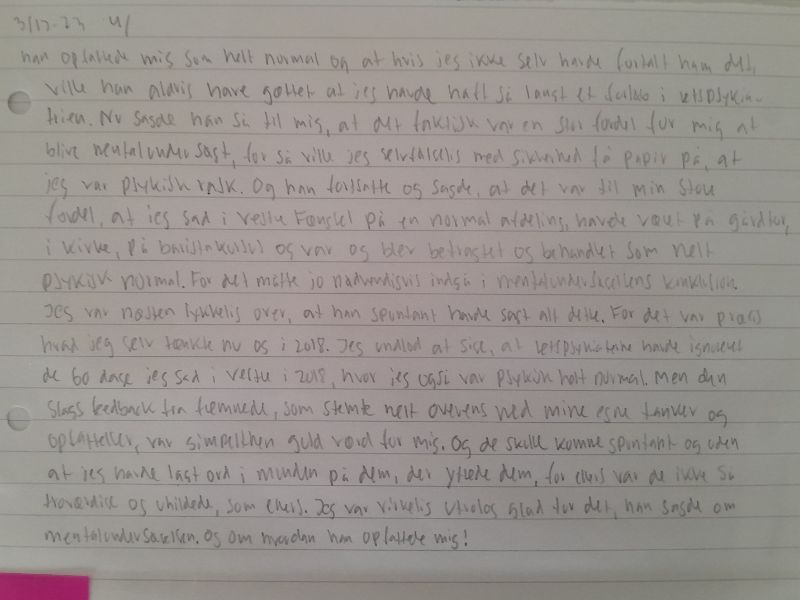 3/12-23 4/
han opfattede mig som helt normal og at hvis jeg ikke selv havde fortalt ham det,
ville han aldrig have gættet at jeg havde haft så langt et forløb i retspsykia-
trien. Nu sagde han så til mig, at det faktisk var en stor fordel for mig at
blive mentalundersøgt, for så ville jeg selvfølgelig med sikkerhed få papir på, at
jeg var psykisk rask. Og han fortsatte og sagde, at det var til min store
fordel, at jeg sad i Vestre Fængsel på en normal afdeling, havde været på gårdtur,
i kirke, på baristakursus og var og blev betragtet og behandlet som helt
psykisk normal. For det måtte jo nødvendigvis indgå i mentalundersøgelsens konklusion.
Jeg var næsten lykkelig over, at han spontant havde sagt alt dette. For det var præcis
hvad jeg selv tænkte nu og i 2018. Jeg undlod at sige, at retspsykiaterne havde ignoreret
de 60 dage jeg sad i Vestre i 2018, hvor jeg også var psykisk helt normal. Men den
slags feedback fra fremmede, som stemte helt overens med mine egne tanker og
opfattelser, var simpelthen guld værd for mig. Og de skulle komme spontant og uden
at jeg havde lagt ord i munden på dem, der ytrede dem, for ellers var de ikke så
troværdige og uhildede, som ellers. Jeg var virkelig utrolig glad for det, han sagde om
mentalundersøgelsen. Og om hvordan han opfattede mig!